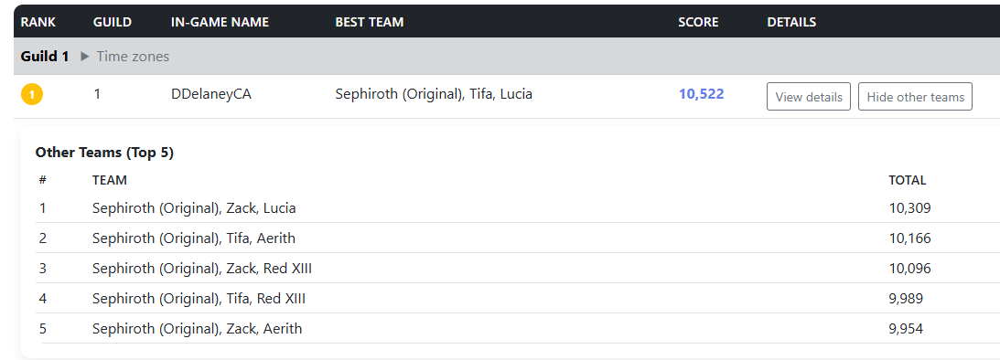 RANK GUILD IN-GAME NAME BEST TEAM SCORE DETAILS
Guild 1 ▶ Time zones
1 1 DDelaneyCA Sephiroth (Original), Tifa, Lucia 10,522 View details Hide other teams
Other Teams (Top 5)
# TEAM TOTAL
1 Sephiroth (Original), Zack, Lucia 10,309
2 Sephiroth (Original), Tifa, Aerith 10,166
3 Sephiroth (Original), Zack, Red XIII 10,096
4 Sephiroth (Original), Tifa, Red XIII 9,989
5 Sephiroth (Original), Zack, Aerith 9,954